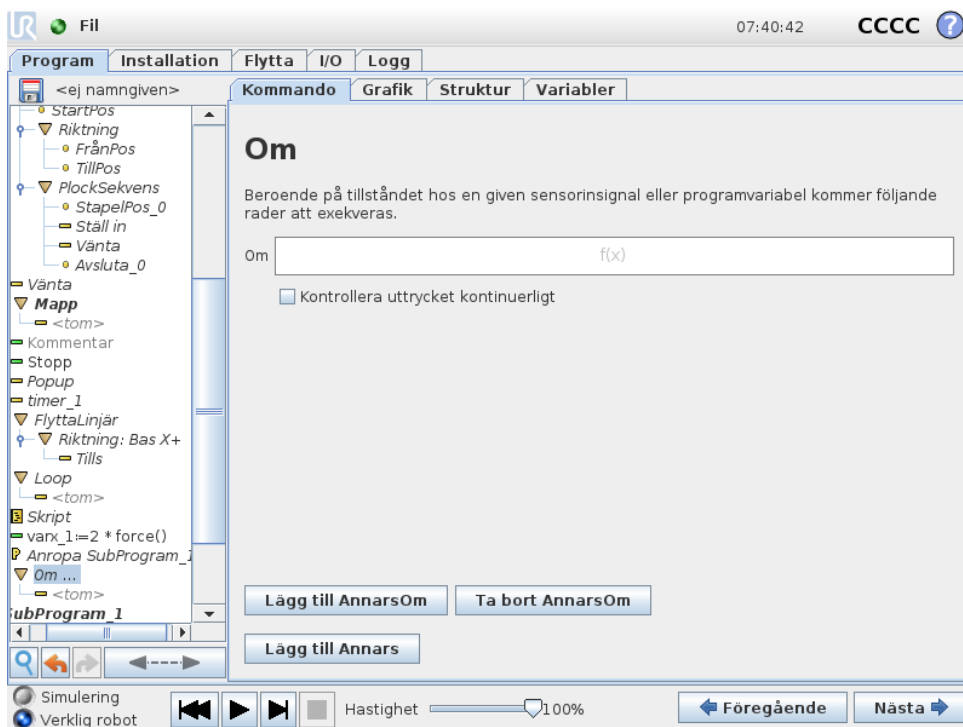 UR Fil 07:40:42 CCCC ?
Program Installation Flytta I/O Logg
<ej namngiven>
Kommando Grafik Struktur Variabler
StartPos
Riktning
FrånPos
TillPos
PlockSekvens
StapelPos_0
Ställ in
Vänta
Avsluta_0
Vänta
Mapp
<tom>
Kommentar
Stopp
Popup
timer_1
FlyttaLinjär
Riktning: Bas X+
Tills
Loop
<tom>
Skript
varx_1:=2 * force()
P Anropa SubProgram_1
Om ...
<tom>
SubProgram_1
Om
Beroende på tillståndet hos en given sensorinsignal eller programvariabel kommer följande
rader att exekveras.
Om f(x)
Kontrollera uttrycket kontinuerligt
Lägg till AnnarsOm Ta bort AnnarsOm
Lägg till Annars
Simulering
Verklig robot
Hastighet 100%
Föregående Nästa